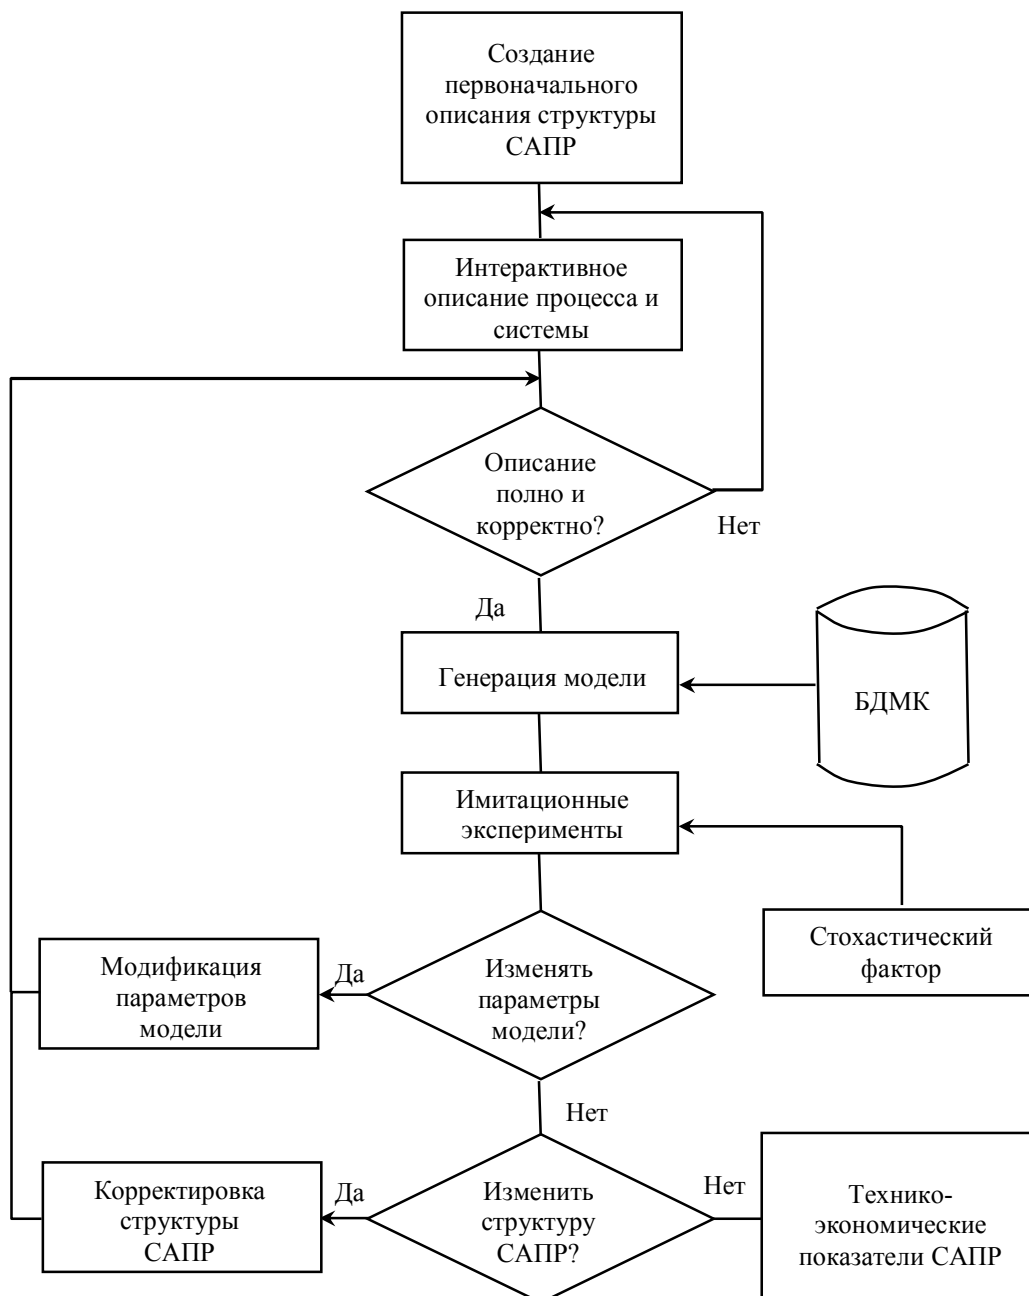 Создание
первоначального
описания структуры
САПР
Интерактивное
описание процесса и
системы
Описание
полно и
корректно?
Нет
Да
Генерация модели
БДМК
Имитационные
эксперименты
Стохастический
фактор
Модификация
параметров
модели
Да
Изменять
параметры
модели?
Нет
Корректировка
структуры
САПР
Да
Изменить
структуру
САПР?
Нет
Технико-
экономические
показатели САПР